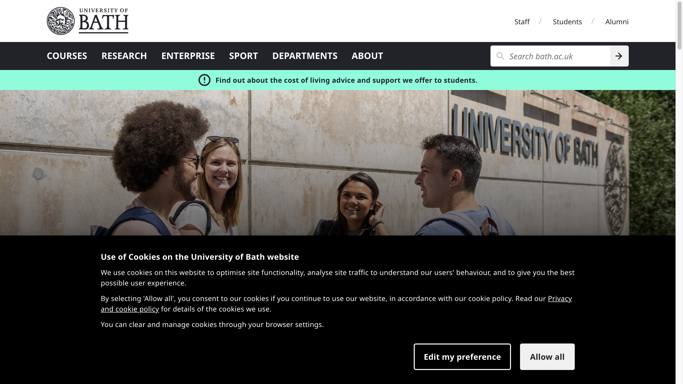 UNIVERSITY OF
BATH
Staff / Students / Alumni
COURSES RESEARCH ENTERPRISE SPORT DEPARTMENTS ABOUT
Search bath.ac.uk
Find out about the cost of living advice and support we offer to students.
UNIVERSITY OF BATH
Use of Cookies on the University of Bath website
We use cookies on this website to optimise site functionality, analyse site traffic to understand our users' behaviour, and to give you the best
possible user experience.
By selecting 'Allow all', you consent to our cookies if you continue to use our website, in accordance with our cookie policy. Read our Privacy
and cookie policy for details of the cookies we use.
You can clear and manage cookies through your browser settings.
Edit my preference
Allow all